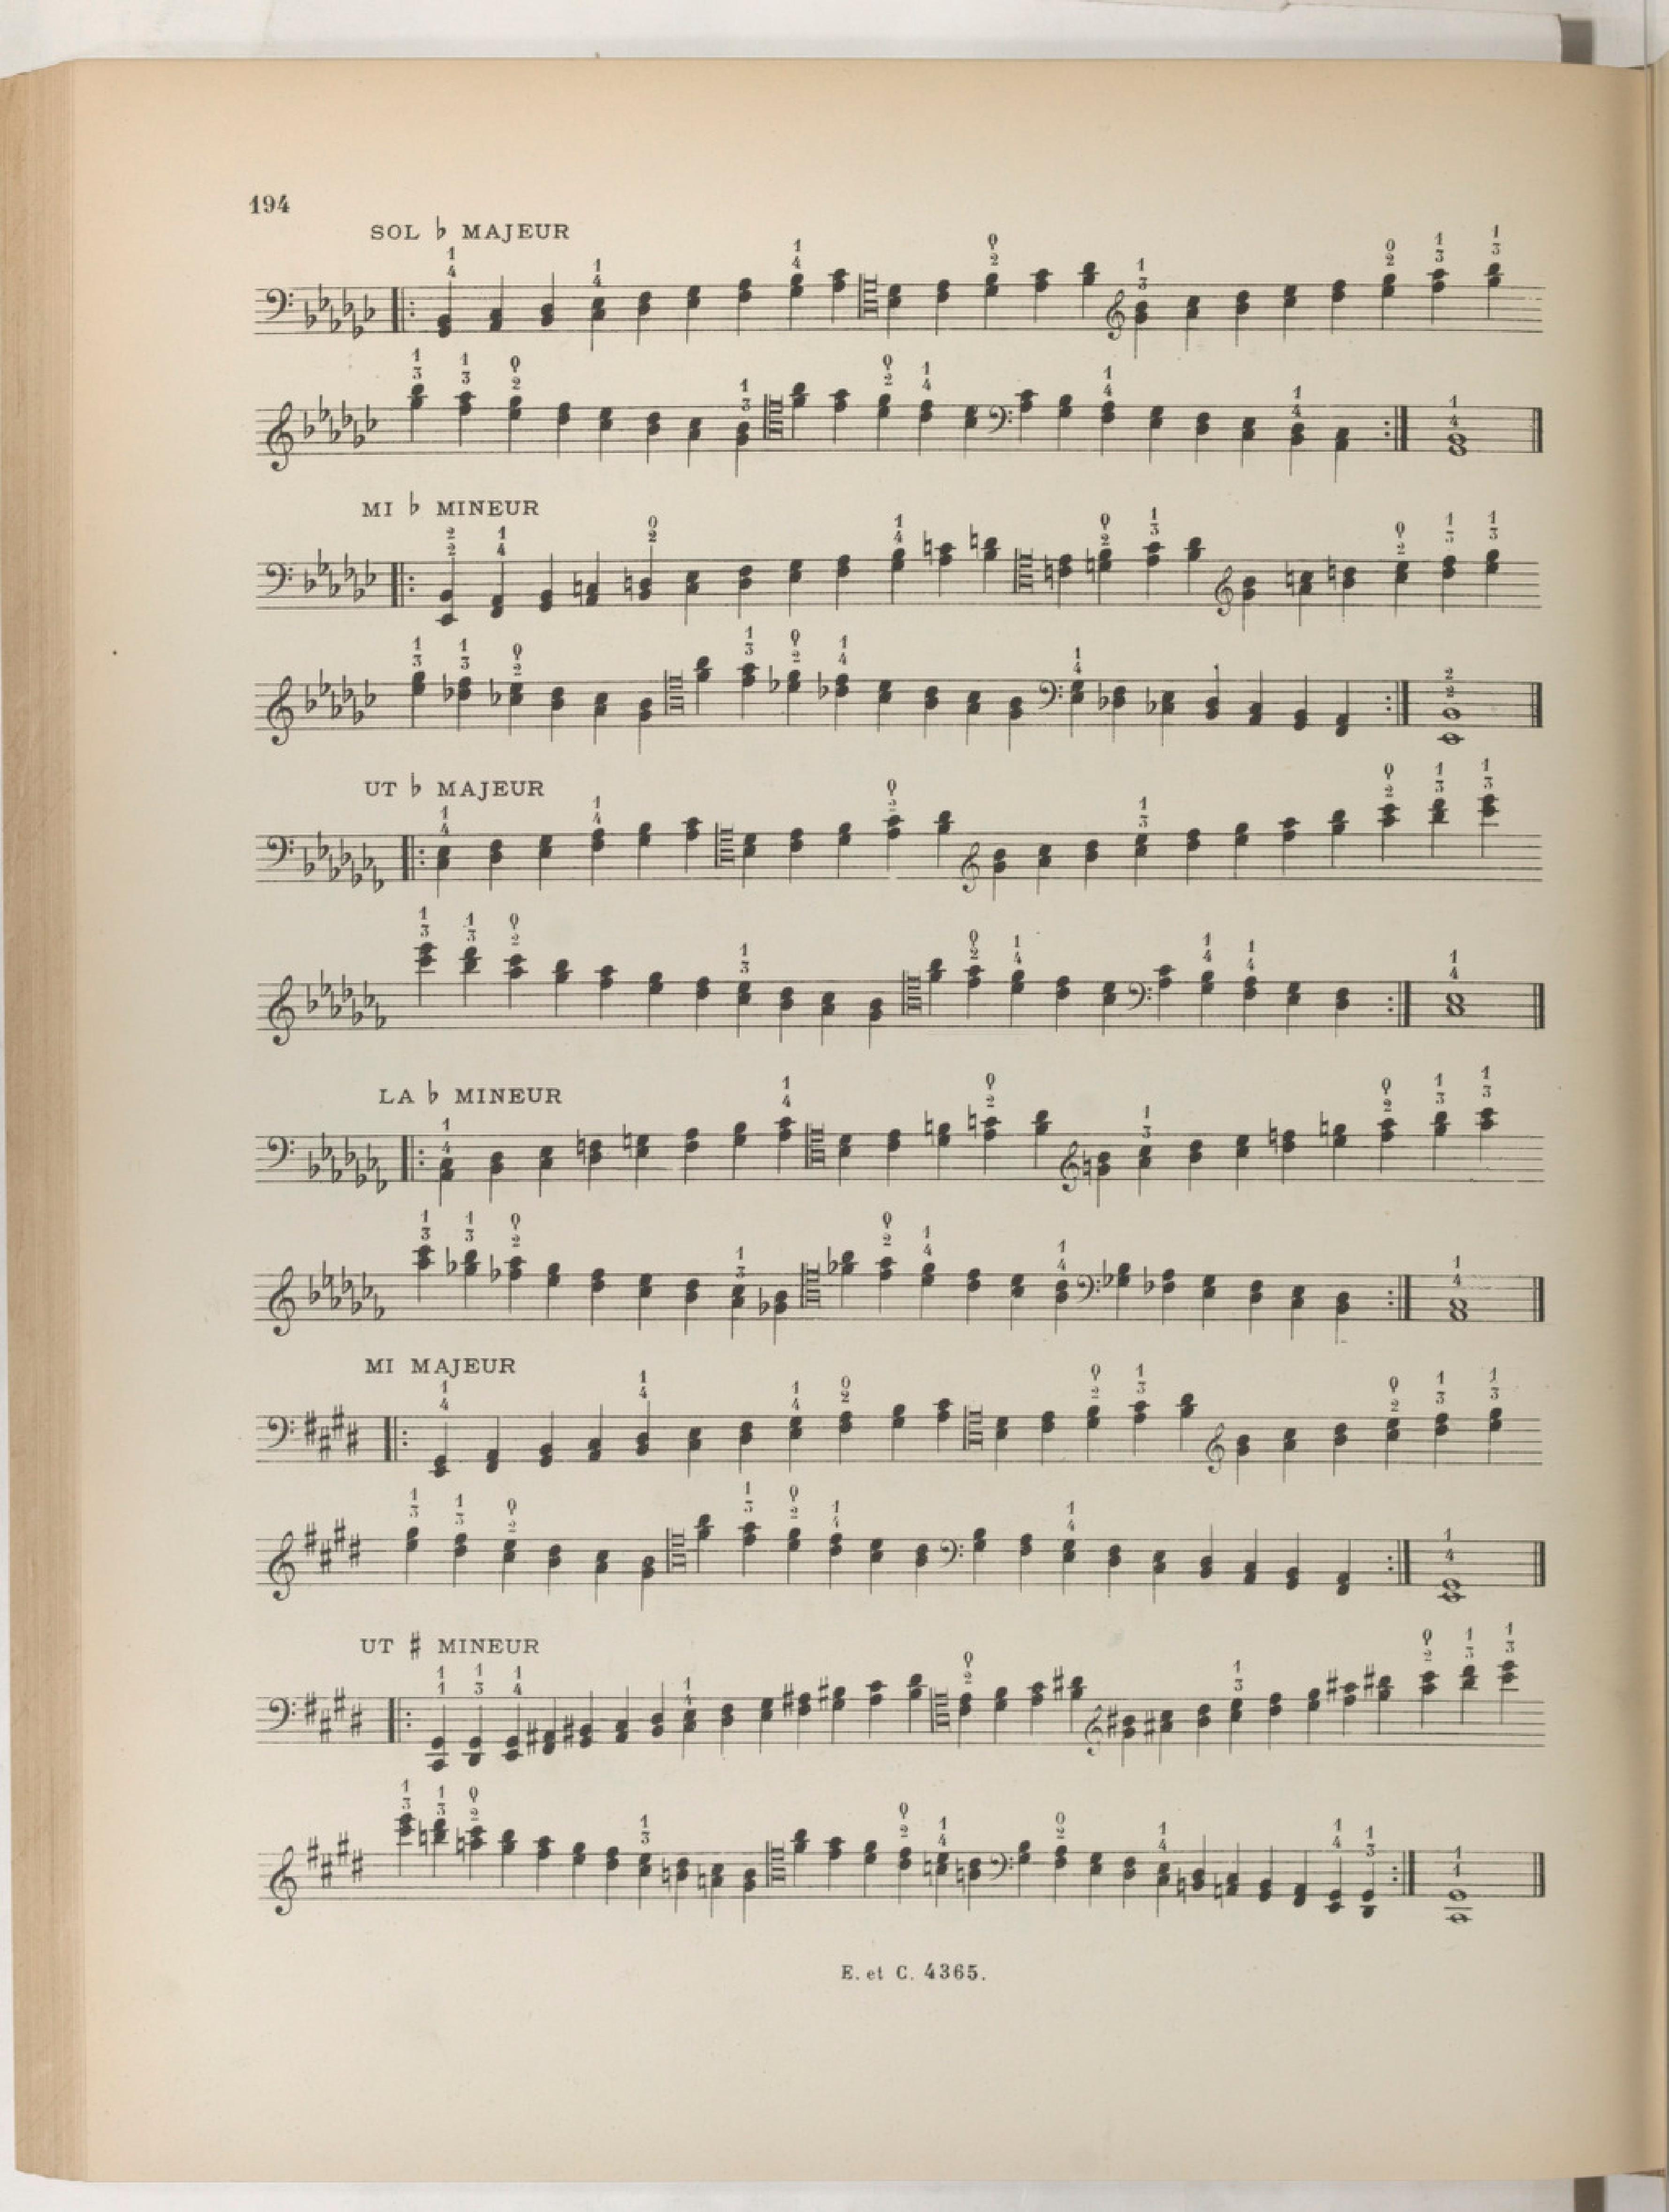 194
SOL ♭ MAJEUR
MI ♭ MINEUR
UT ♭ MAJEUR
LA ♭ MINEUR
MI MAJEUR
UT ♯ MINEUR
E. et C. 4365.